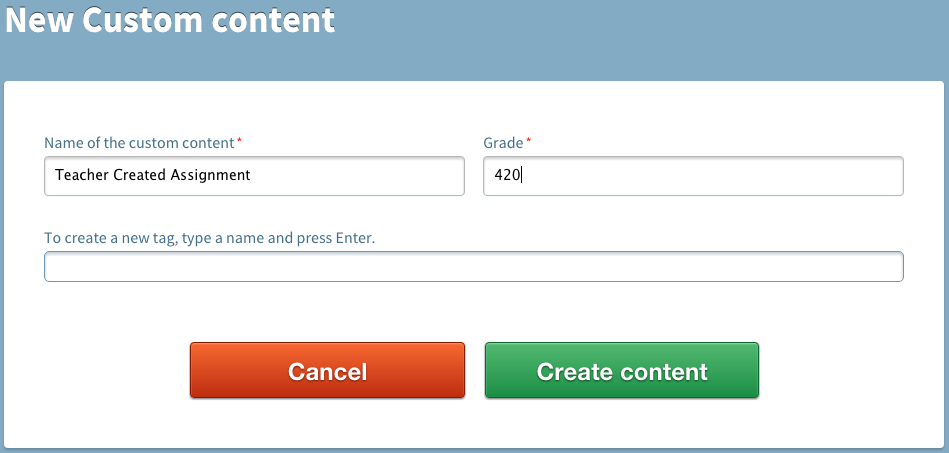 New Custom content
Name of the custom content* Grade*
Teacher Created Assignment 420
To create a new tag, type a name and press Enter.
Cancel Create content